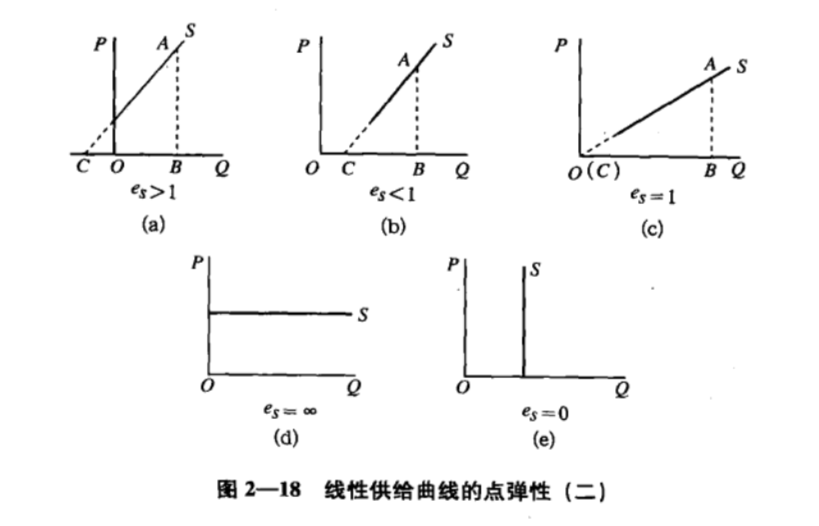 P A S
C O B Q
e_S>1
(a)
P A S
O C B Q
e_S<1
(b)
P A S
O(C) B Q
e_S=1
(c)
P S
O Q
e_S=∞
(d)
P S
O Q
e_S=0
(e)
图2—18 线性供给曲线的点弹性（二）